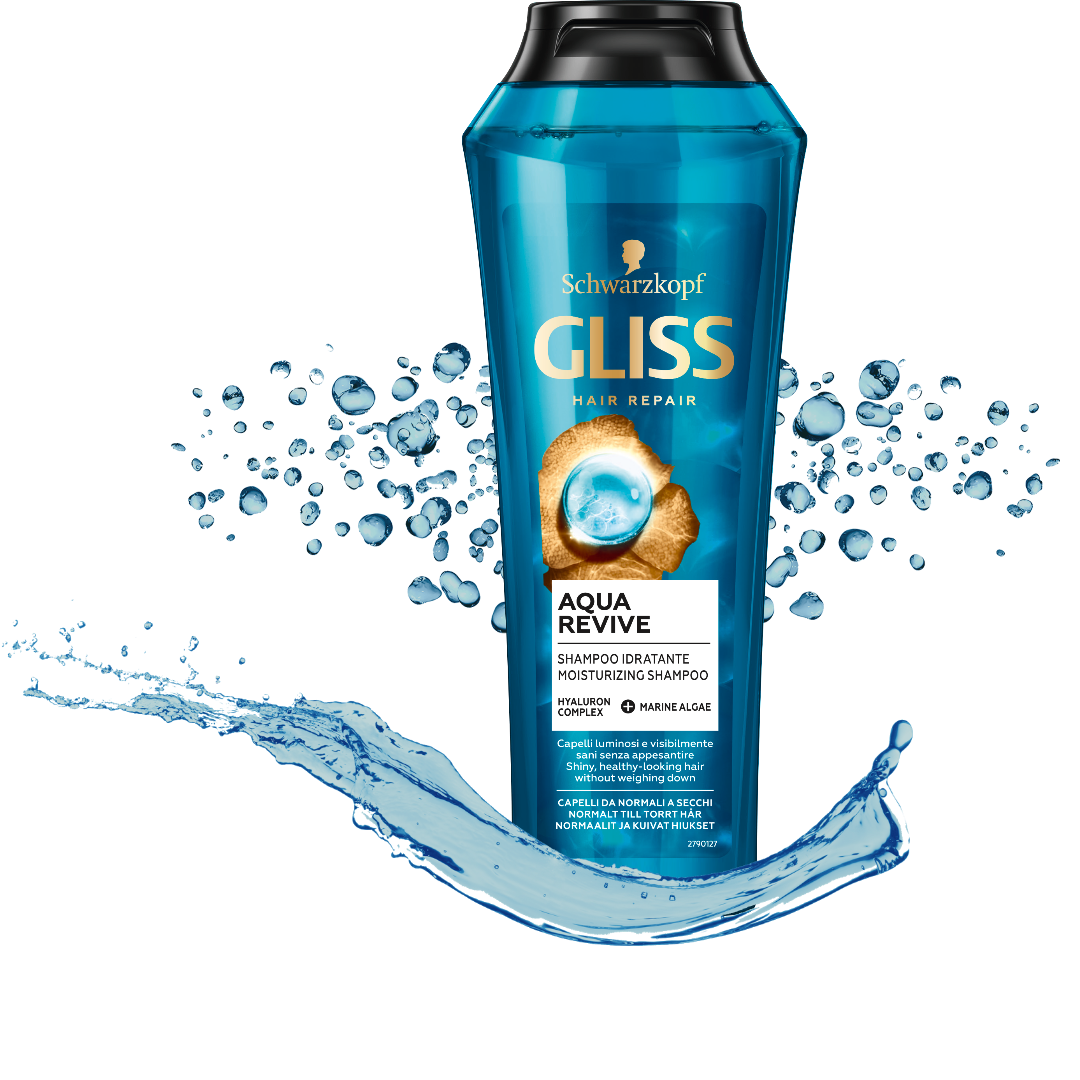 Schwarzkopf
GLISS
HAIR REPAIR
AQUA
REVIVE
SHAMPOO IDRATANTE
MOISTURIZING SHAMPOO
HYALURON
COMPLEX
+ MARINE ALGAE
Capelli luminosi e visibilmente
sani senza appesantire
Shiny, healthy-looking hair
without weighing down
CAPELLI DA NORMALI A SECCHI
NORMALT TILL TORRT HÅR
NORMAALIT JA KUIVAT HIUKSET
2790127